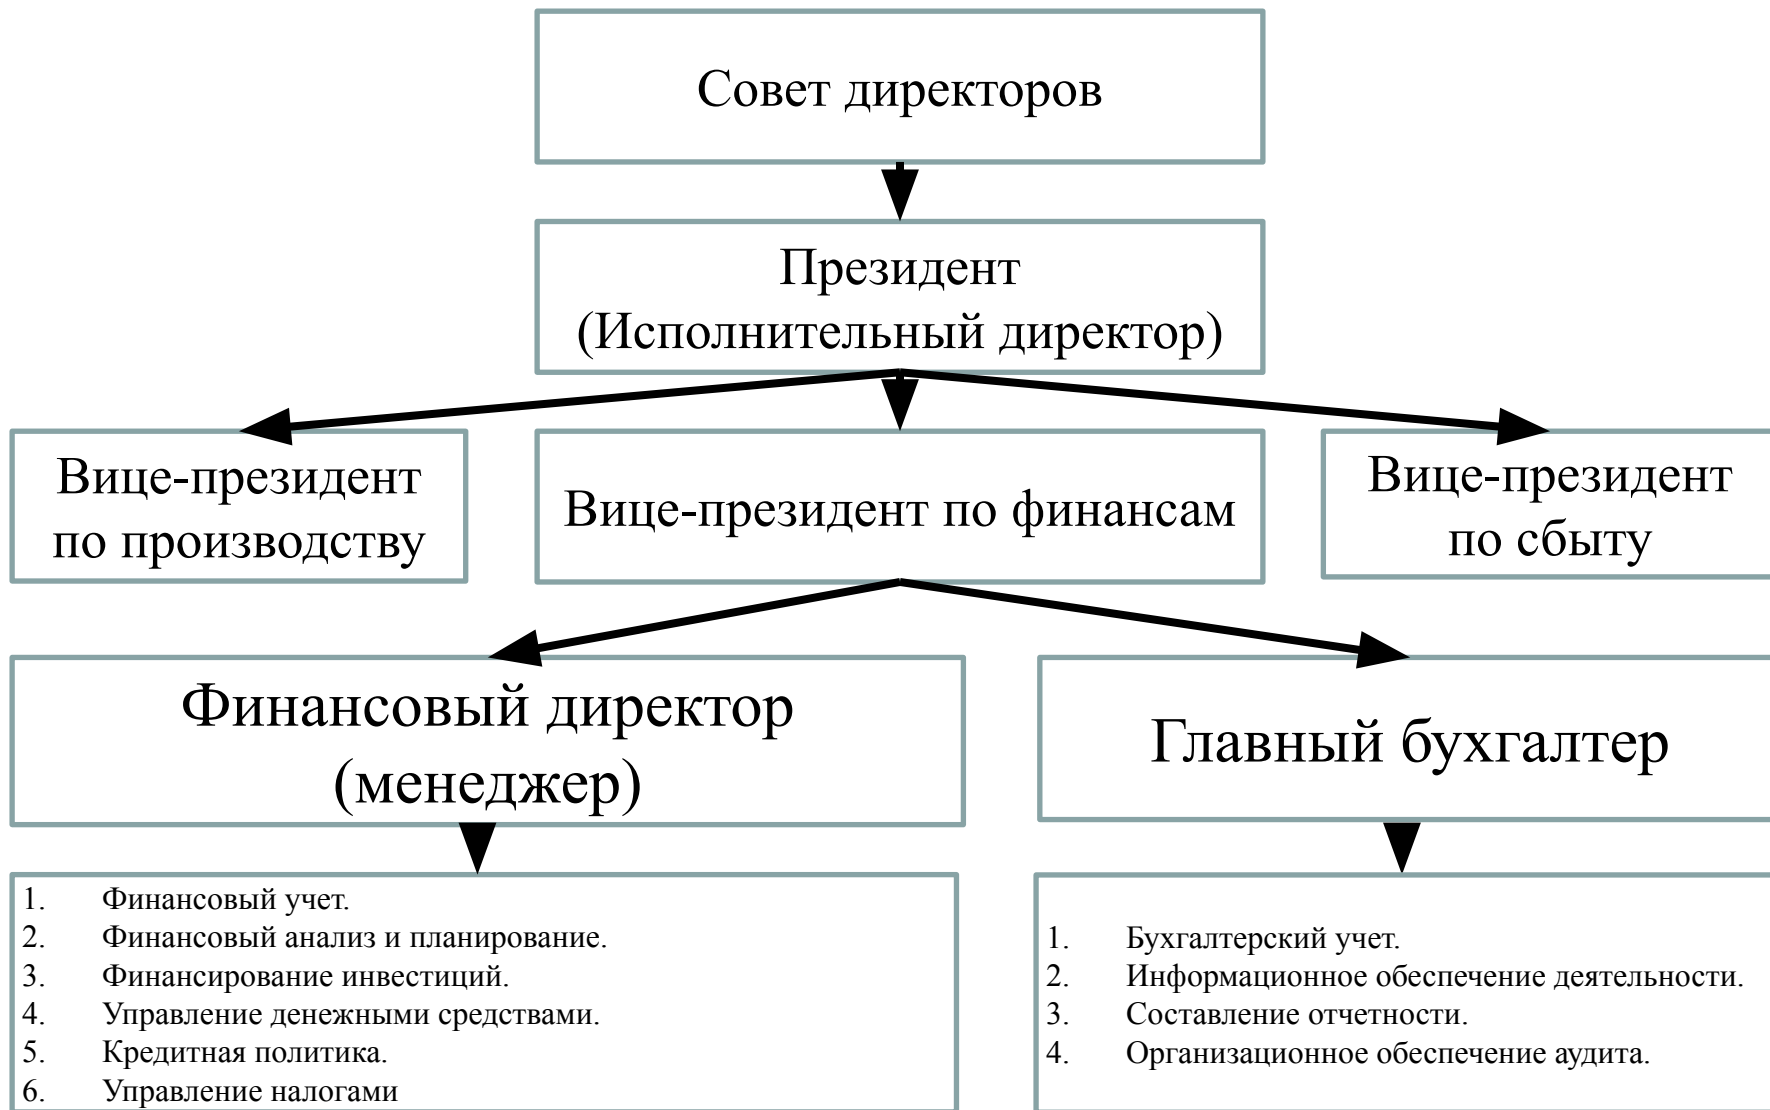 Совет директоров
Президент
(Исполнительный директор)
Вице-президент
по производству
Вице-президент по финансам
Вице-президент
по сбыту
Финансовый директор
(менеджер)
Главный бухгалтер
1. Финансовый учет.
2. Финансовый анализ и планирование.
3. Финансирование инвестиций.
4. Управление денежными средствами.
5. Кредитная политика.
6. Управление налогами
1. Бухгалтерский учет.
2. Информационное обеспечение деятельности.
3. Составление отчетности.
4. Организационное обеспечение аудита.